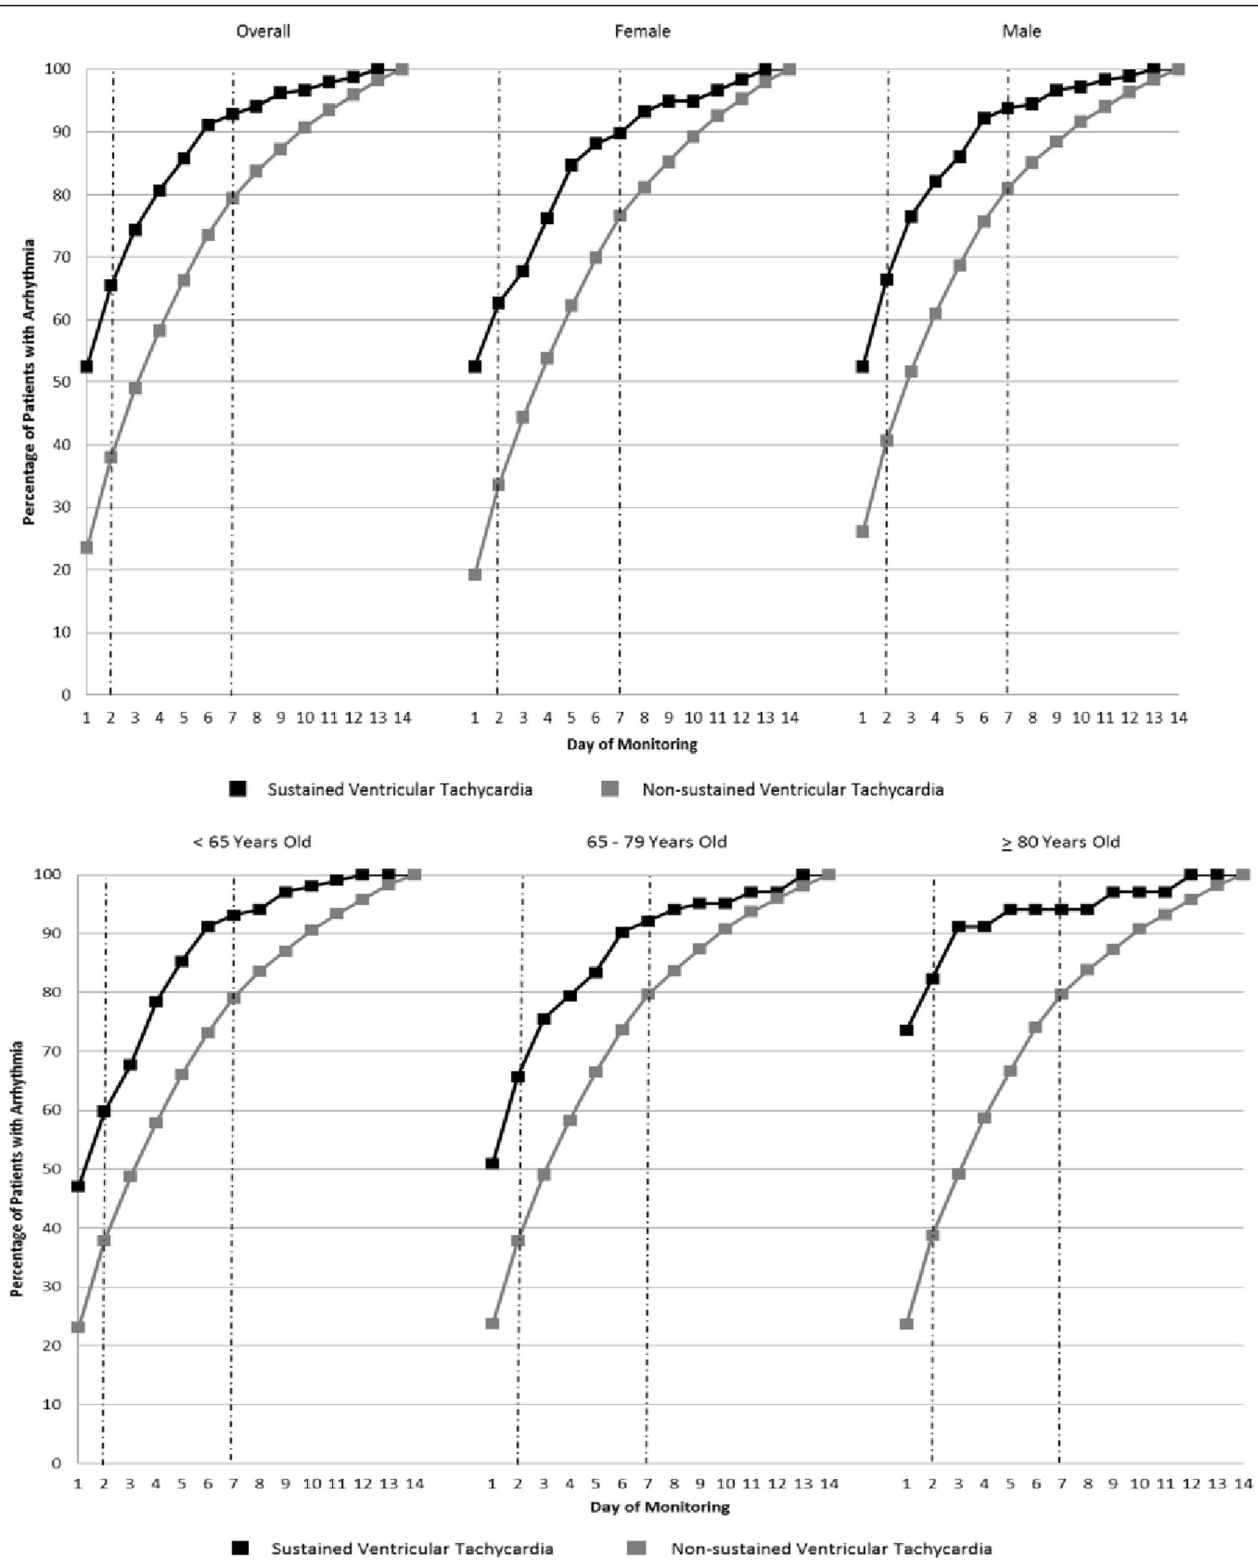 Overall Female Male
Percentage of Patients with Arrhythmia
100
90
80
70
60
50
40
30
20
10
0
1 2 3 4 5 6 7 8 9 10 11 12 13 14 1 2 3 4 5 6 7 8 9 10 11 12 13 14 1 2 3 4 5 6 7 8 9 10 11 12 13 14
Day of Monitoring
Sustained Ventricular Tachycardia Non-sustained Ventricular Tachycardia
< 65 Years Old 65 - 79 Years Old ≥ 80 Years Old
Percentage of Patients with Arrhythmia
100
90
80
70
60
50
40
30
20
10
0
1 2 3 4 5 6 7 8 9 10 11 12 13 14 1 2 3 4 5 6 7 8 9 10 11 12 13 14 1 2 3 4 5 6 7 8 9 10 11 12 13 14
Day of Monitoring
Sustained Ventricular Tachycardia Non-sustained Ventricular Tachycardia